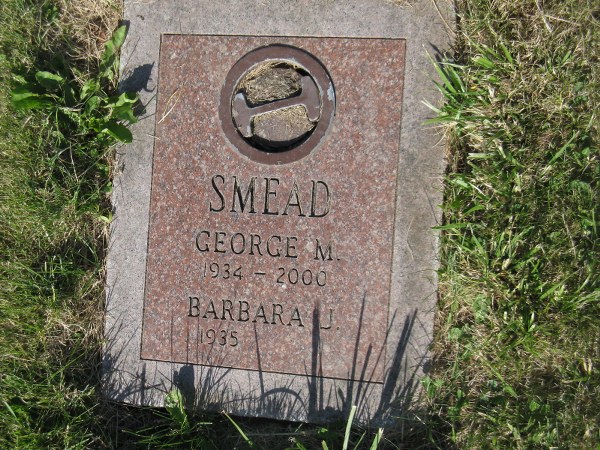 SMEAD
GEORGE M.
1934 - 2000
BARBARA J.
1935